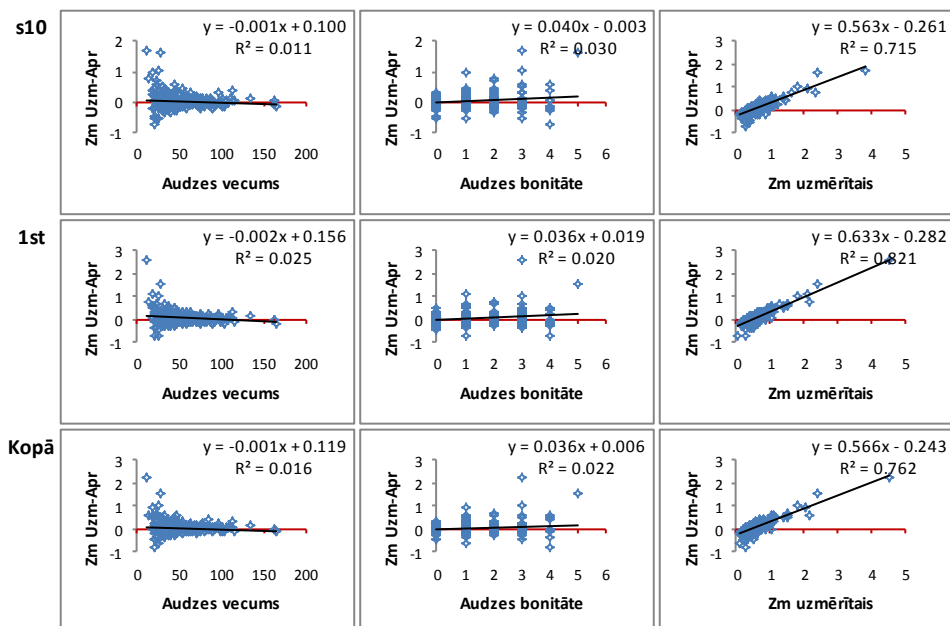 s10
y = -0.001x + 0.100
R² = 0.011
Zm Uzm-Apr
2
1
0
-1
0 50 100 150 200
Audzes vecums
y = 0.040x - 0.003
R² = 0.030
Zm Uzm-Apr
2
1
0
-1
0 1 2 3 4 5 6
Audzes bonitāte
y = 0.563x - 0.261
R² = 0.715
Zm Uzm-Apr
2
1
0
-1
0 1 2 3 4 5
Zm uzmērītais
1st
y = -0.002x + 0.156
R² = 0.025
Zm Uzm-Apr
3
2
1
0
-1
0 50 100 150 200
Audzes vecums
y = 0.036x + 0.019
R² = 0.020
Zm Uzm-Apr
3
2
1
0
-1
0 1 2 3 4 5 6
Audzes bonitāte
y = 0.633x - 0.282
R² = 0.821
Zm Uzm-Apr
3
2
1
0
-1
0 1 2 3 4 5
Zm uzmērītais
Kopā
y = -0.001x + 0.119
R² = 0.016
Zm Uzm-Apr
3
2
1
0
-1
0 50 100 150 200
Audzes vecums
y = 0.036x + 0.006
R² = 0.022
Zm Uzm-Apr
3
2
1
0
-1
0 1 2 3 4 5 6
Audzes bonitāte
y = 0.566x - 0.243
R² = 0.762
Zm Uzm-Apr
3
2
1
0
-1
0 1 2 3 4 5
Zm uzmērītais